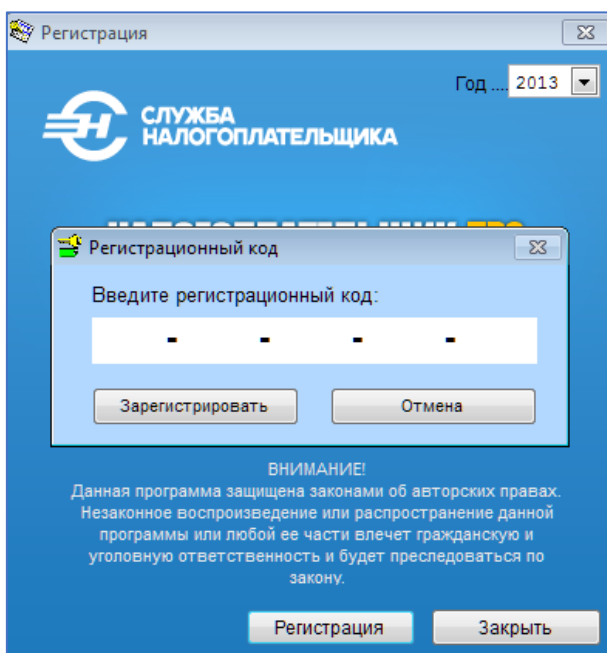 Регистрация
Год .... 2013
СЛУЖБА
НАЛОГОПЛАТЕЛЬЩИКА
Регистрационный код
Введите регистрационный код:
- - - -
Зарегистрировать Отмена
ВНИМАНИЕ!
Данная программа защищена законами об авторских правах.
Незаконное воспроизведение или распространение данной
программы или любой ее части влечет гражданскую и
уголовную ответственность и будет преследоваться по
закону.
Регистрация Закрыть